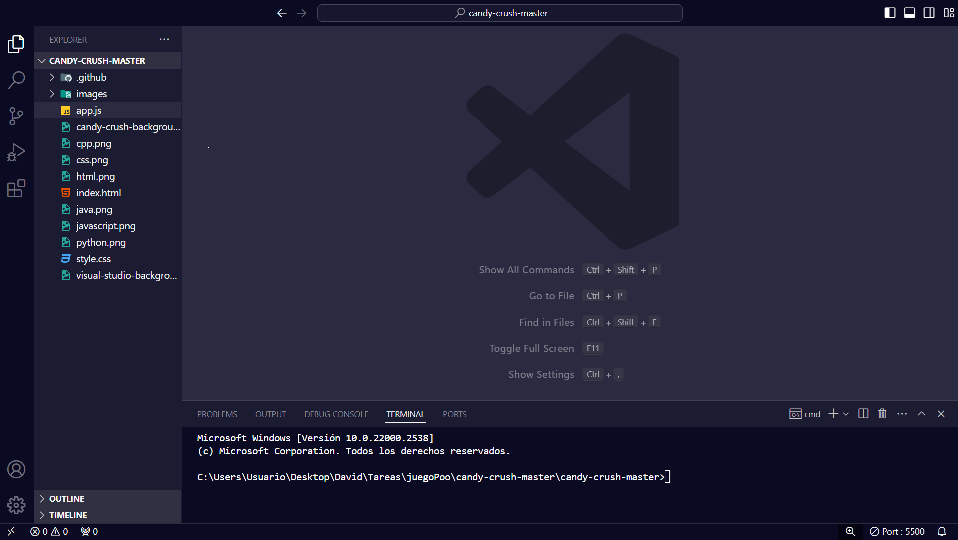 candy-crush-master
EXPLORER
CANDY-CRUSH-MASTER
.github
images
JS app.js
candy-crush-backgrou...
cpp.png
css.png
html.png
index.html
java.png
javascript.png
python.png
style.css
visual-studio-backgro...
OUTLINE
TIMELINE
Show All Commands Ctrl + Shift + P
Go to File Ctrl + P
Find in Files Ctrl + Shift + F
Toggle Full Screen F11
Show Settings Ctrl + ,
PROBLEMS OUTPUT DEBUG CONSOLE TERMINAL PORTS cmd
Microsoft Windows [Versión 10.0.22000.2538]
(c) Microsoft Corporation. Todos los derechos reservados.
C:\Users\Usuario\Desktop\David\Tareas\juegoPoo\candy-crush-master\candy-crush-master>
0 0 0 Port : 5500